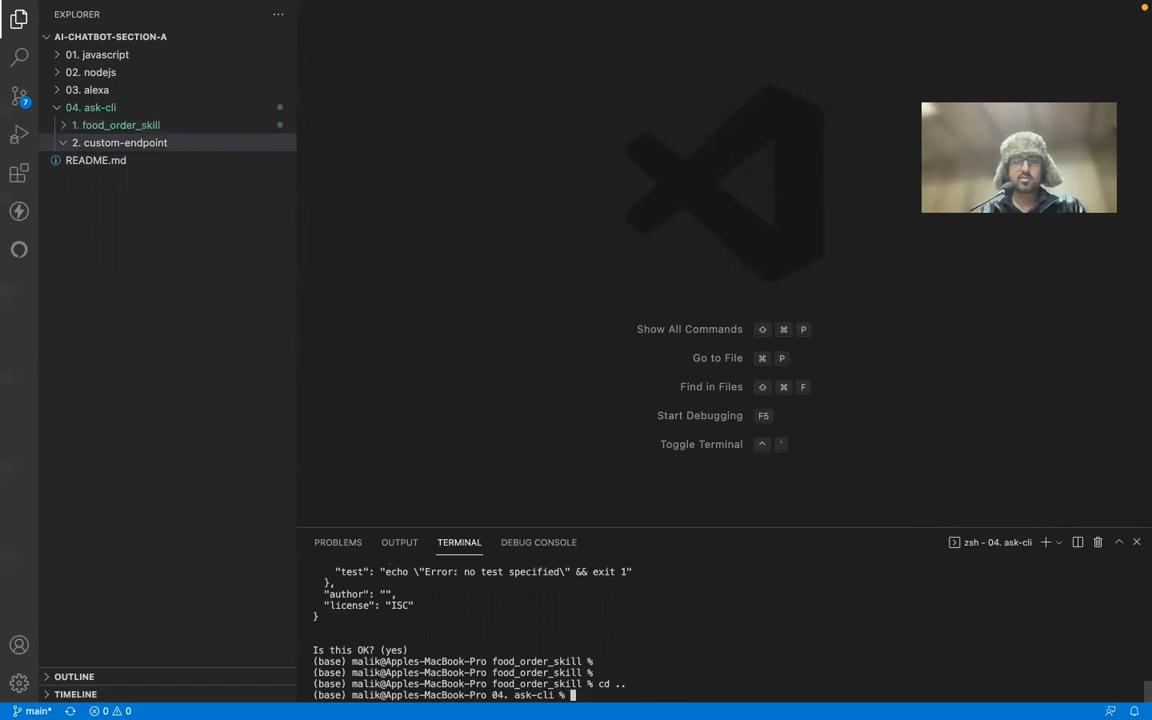 EXPLORER
AI-CHATBOT-SECTION-A
01. javascript
02. nodejs
03. alexa
04. ask-cli
1. food_order_skill
2. custom-endpoint
README.md
7
Show All Commands ⇧ ⌘ P
Go to File ⌘ P
Find in Files ⇧ ⌘ F
Start Debugging F5
Toggle Terminal ^ `
PROBLEMS OUTPUT TERMINAL DEBUG CONSOLE
zsh - 04. ask-cli
"test": "echo \"Error: no test specified\" && exit 1"
},
"author": "",
"license": "ISC"
}
Is this OK? (yes)
(base) malik@Apples-MacBook-Pro food_order_skill %
(base) malik@Apples-MacBook-Pro food_order_skill %
(base) malik@Apples-MacBook-Pro food_order_skill % cd ..
(base) malik@Apples-MacBook-Pro 04. ask-cli %
OUTLINE
TIMELINE
main* 0 0